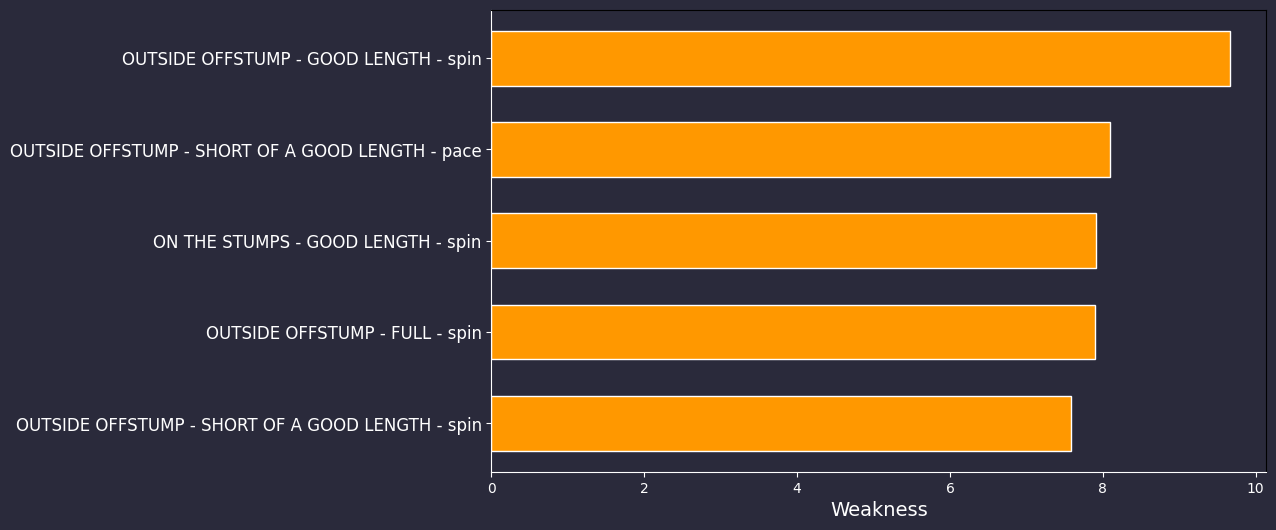 OUTSIDE OFFSTUMP - GOOD LENGTH - spin
OUTSIDE OFFSTUMP - SHORT OF A GOOD LENGTH - pace
ON THE STUMPS - GOOD LENGTH - spin
OUTSIDE OFFSTUMP - FULL - spin
OUTSIDE OFFSTUMP - SHORT OF A GOOD LENGTH - spin
0 2 4 6 8 10
Weakness